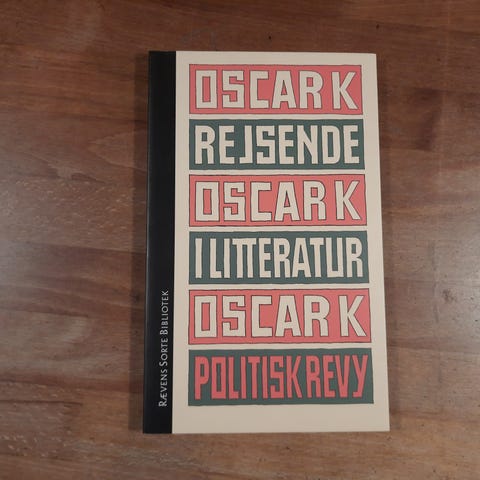 OSCAR K
REJSENDE
OSCAR K
I LITTERATUR
OSCAR K
POLITISK REVY
RÆVENS SORTE BIBLIOTEK